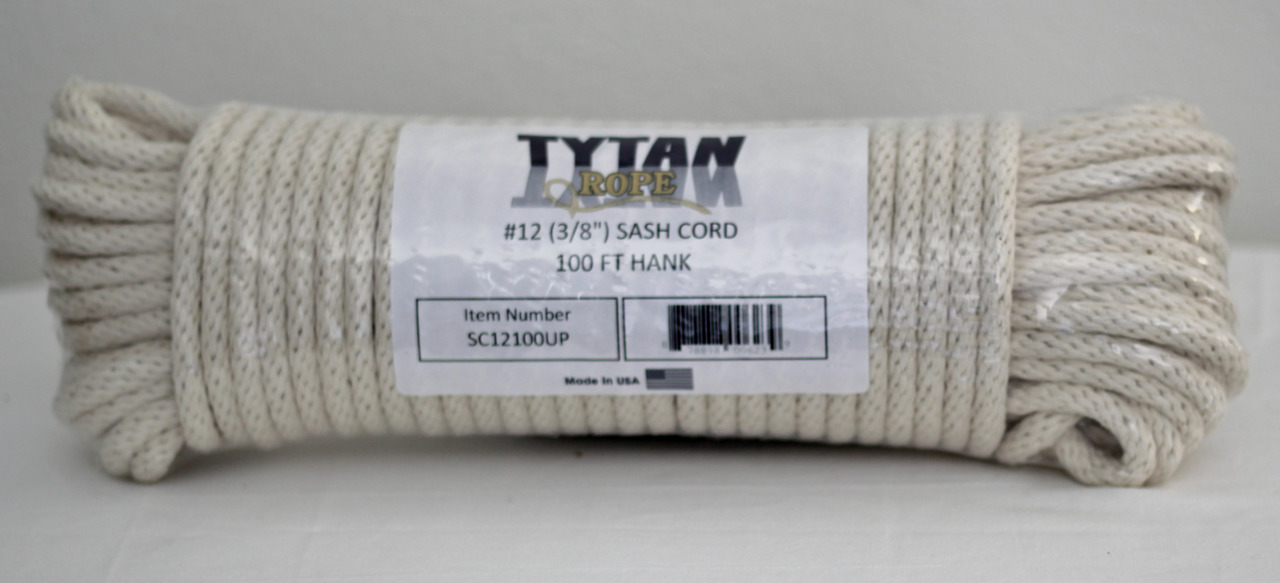 TYTAN
ROPE
#12 (3/8") SASH CORD
100 FT HANK
Item Number
SC12100UP
Made In USA